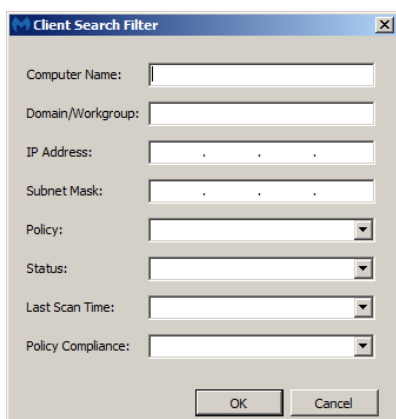 Client Search Filter
Computer Name:
Domain/Workgroup:
IP Address: . . .
Subnet Mask: . . .
Policy:
Status:
Last Scan Time:
Policy Compliance:
OK Cancel